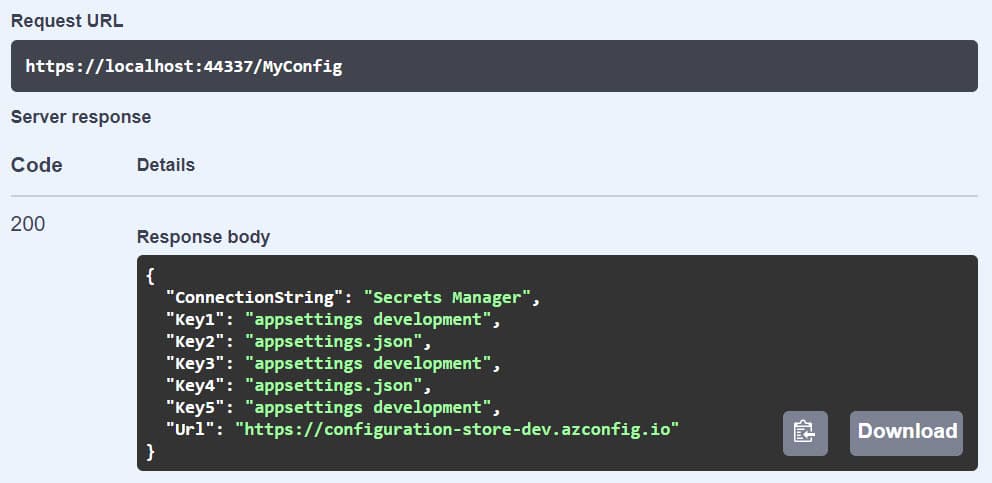 Request URL
https://localhost:44337/MyConfig
Server response
Code Details
200
Response body
{
"ConnectionString": "Secrets Manager",
"Key1": "appsettings development",
"Key2": "appsettings.json",
"Key3": "appsettings development",
"Key4": "appsettings.json",
"Key5": "appsettings development",
"Url": "https://configuration-store-dev.azconfig.io"
}
Download